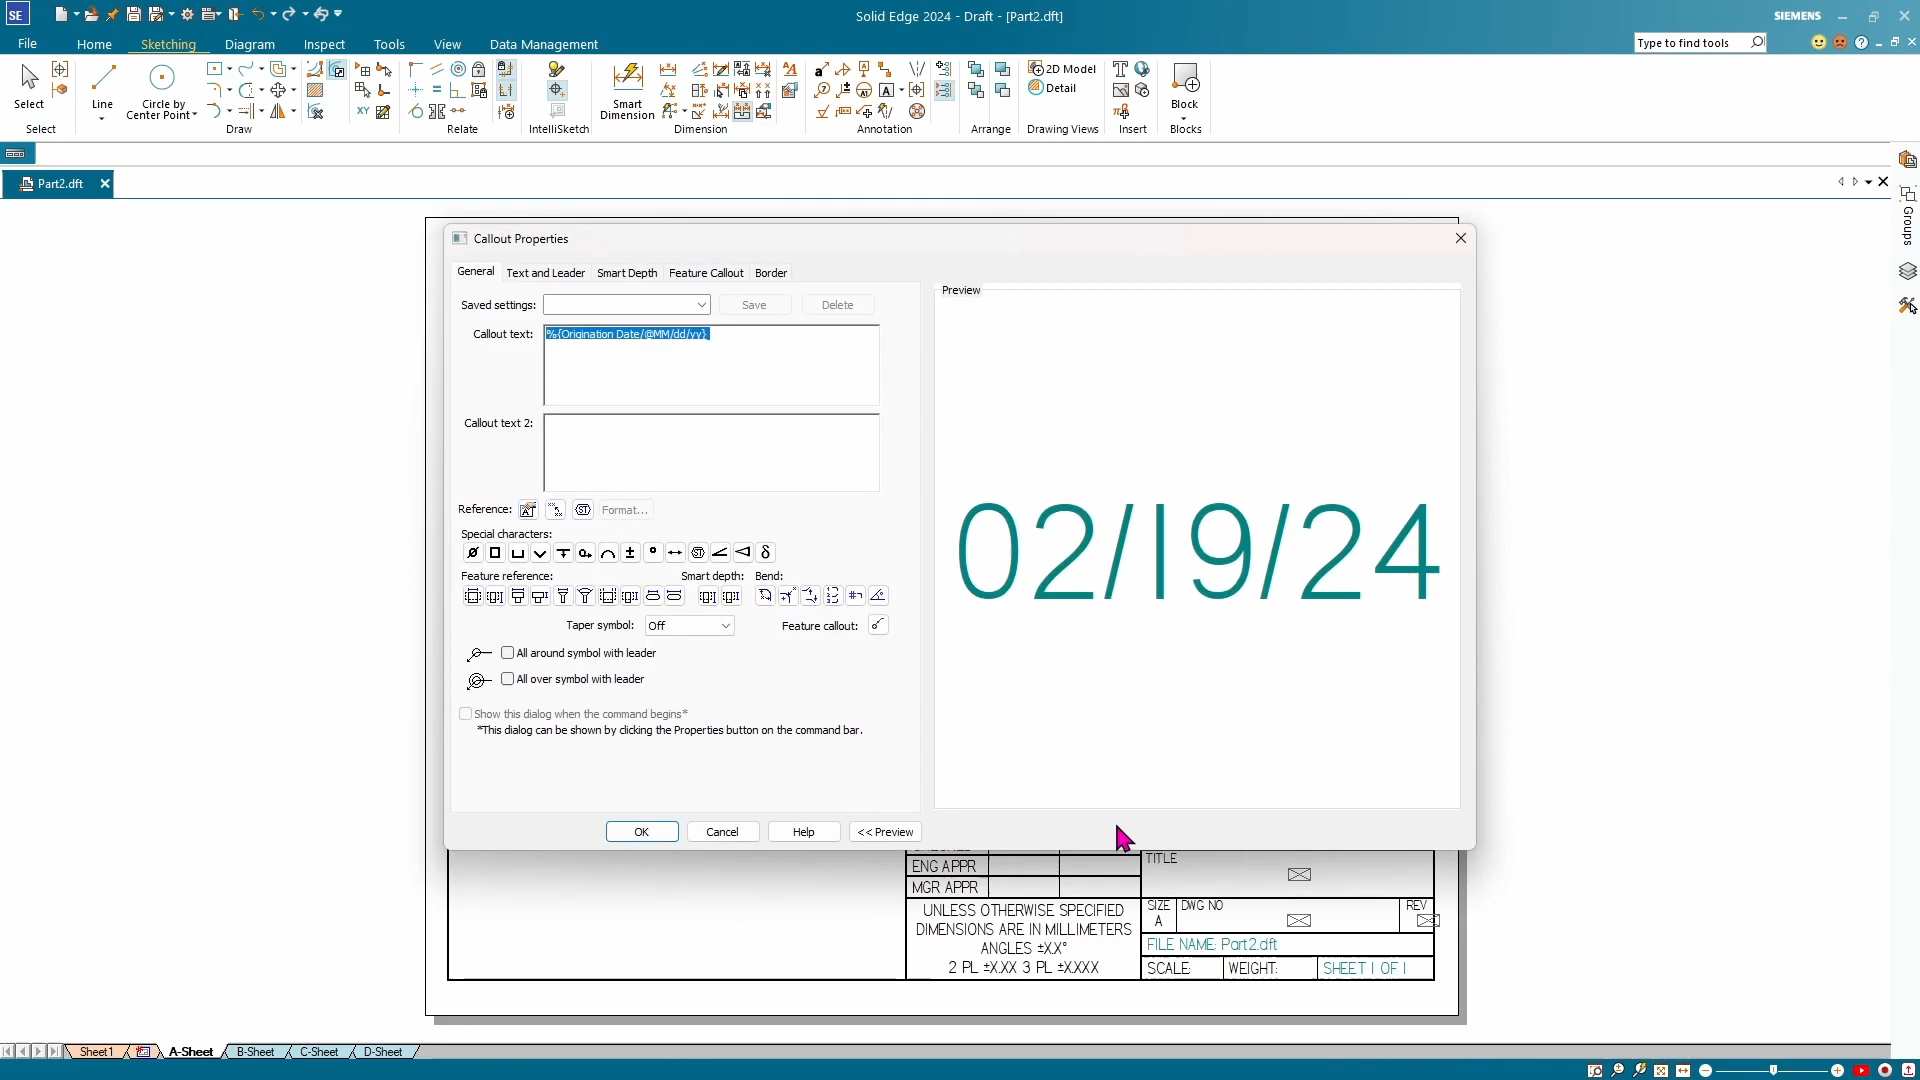 SE
Solid Edge 2024 - Draft - [Part2.dft]
SIEMENS
File
Home
Sketching
Diagram
Inspect
Tools
View
Data Management
Type to find tools
Select
Line
Circle by
Center Point
Smart
Dimension
2D Model
Detail
Block
Select
Draw
Relate
IntelliSketch
Dimension
Annotation
Arrange
Drawing Views
Insert
Blocks
Part2.dft
Groups
Callout Properties
General
Text and Leader
Smart Depth
Feature Callout
Border
Saved settings:
Save
Delete
Preview
Callout text:
%{Origination Date/@MM/dd/yy}
Callout text 2:
Reference:
Format...
Special characters:
Feature reference:
Smart depth:
Bend:
Taper symbol:
Off
Feature callout:
All around symbol with leader
All over symbol with leader
Show this dialog when the command begins*
*This dialog can be shown by clicking the Properties button on the command bar.
02/19/24
OK
Cancel
Help
<< Preview
ENG APPR
MGR APPR
TITLE
UNLESS OTHERWISE SPECIFIED
DIMENSIONS ARE IN MILLIMETERS
ANGLES ±X.X°
2 PL ±X.XX 3 PL ±X.XXX
SIZE
A
DWG NO
REV
FILE NAME: Part2.dft
SCALE:
WEIGHT:
SHEET 1 OF 1
Sheet1
A-Sheet
B-Sheet
C-Sheet
D-Sheet